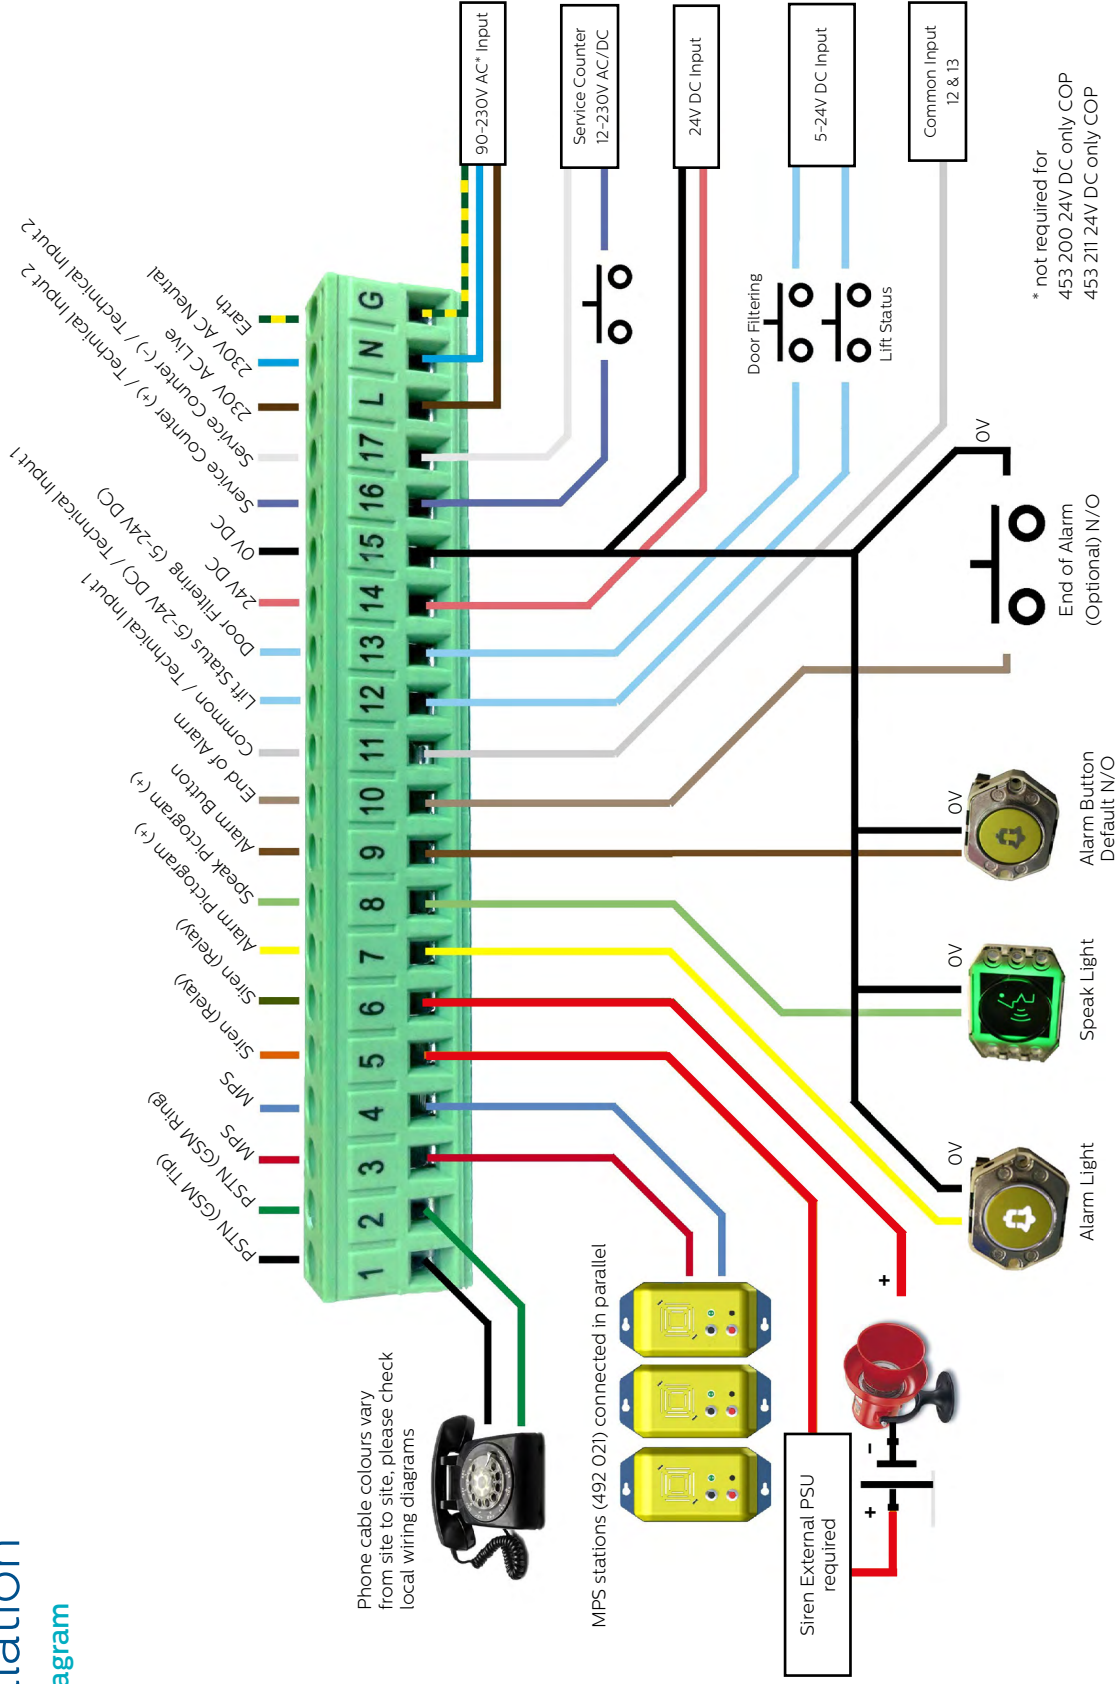 llation
agram
PSTN (GSM Tip)
PSTN (GSM Ring)
MPS
MPS
Siren (Relay)
Siren (Relay)
Alarm Pictogram (+)
Speak Pictogram (+)
Alarm Button
End of Alarm
Common / Technical Input 1
Lift Status (5-24V DC) / Technical Input 1
Door Filtering (5-24V DC)
24V DC
0V DC
Service Counter (+) / Technical Input 2
Service Counter (-) / Technical Input 2
230V AC Live
230V AC Neutral
Earth
1 2 3 4 5 6 7 8 9 10 11 12 13 14 15 16 17 L N G
90-230V AC* Input
Service Counter
12-230V AC/DC
24V DC Input
5-24V DC Input
Common Input
12 & 13
Door Filtering
Lift Status
Phone cable colours vary
from site to site, please check
local wiring diagrams
MPS stations (492 021) connected in parallel
Siren External PSU
required
+
-
+
0V
Alarm Light
0V
Speak Light
0V
Alarm Button
Default N/O
0V
End of Alarm
(Optional) N/O
* not required for
453 200 24V DC only COP
453 211 24V DC only COP